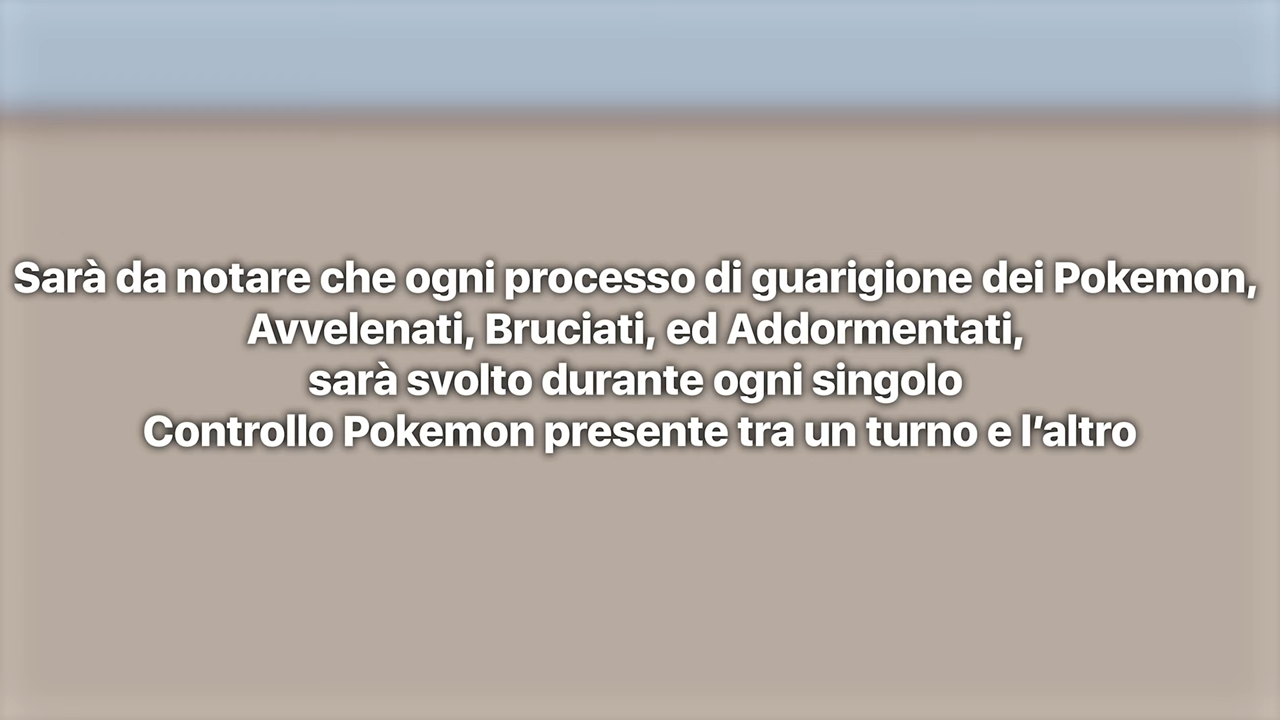 Sarà da notare che ogni processo di guarigione dei Pokemon,
Avvelenati, Bruciati, ed Addormentati,
sarà svolto durante ogni singolo
Controllo Pokemon presente tra un turno e l’altro